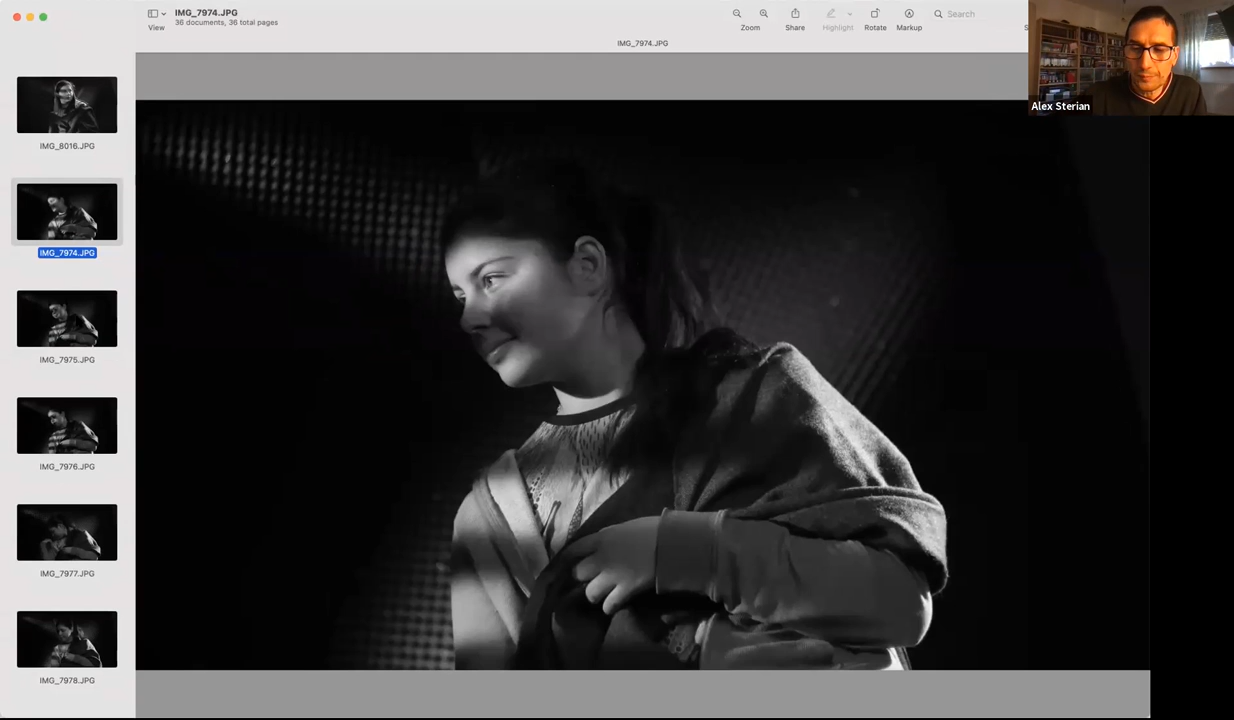 IMG_7974.JPG
36 documents, 36 total pages
View
Zoom
Share
Highlight
Rotate
Markup
Search
IMG_7974.JPG
Alex Sterian
IMG_8016.JPG
IMG_7974.JPG
IMG_7975.JPG
IMG_7976.JPG
IMG_7977.JPG
IMG_7978.JPG